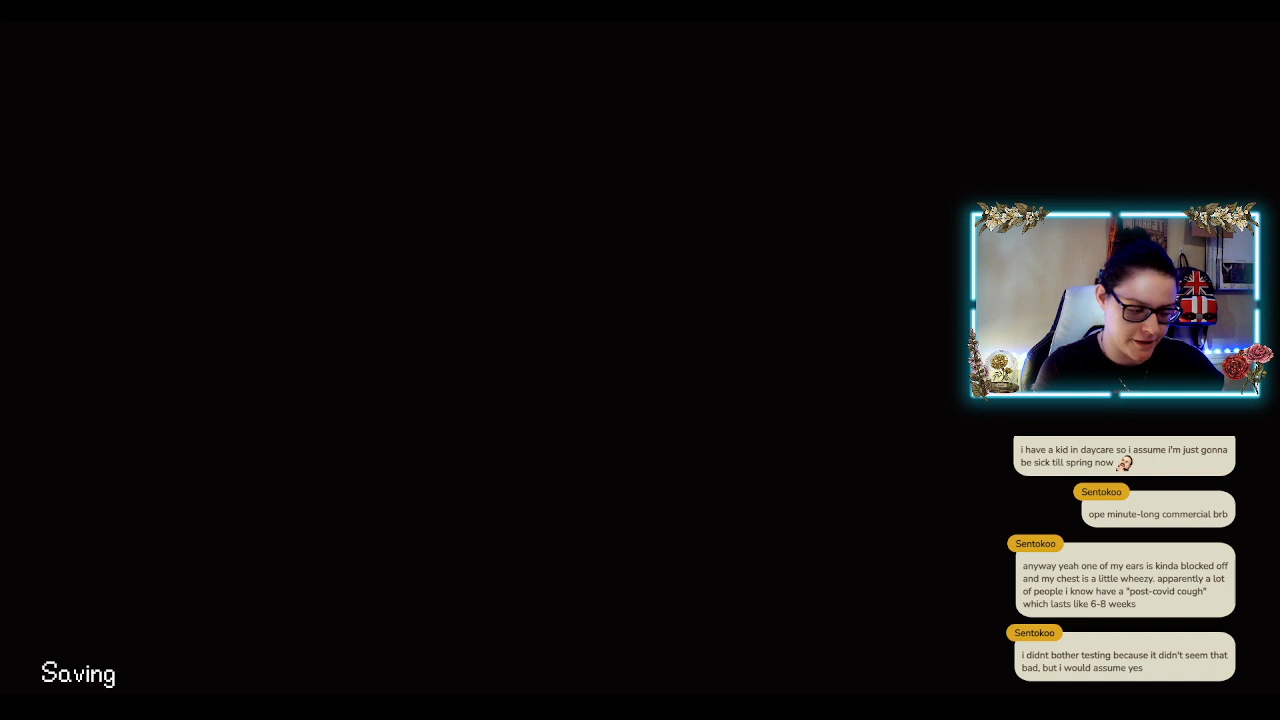 i have a kid in daycare so i assume i'm just gonna
be sick till spring now
Sentokoo
ope minute-long commercial brb
Sentokoo
anyway yeah one of my ears is kinda blocked off
and my chest is a little wheezy. apparently a lot
of people i know have a "post-covid cough"
which lasts like 6-8 weeks
Sentokoo
i didnt bother testing because it didn't seem that
bad, but i would assume yes
Saving